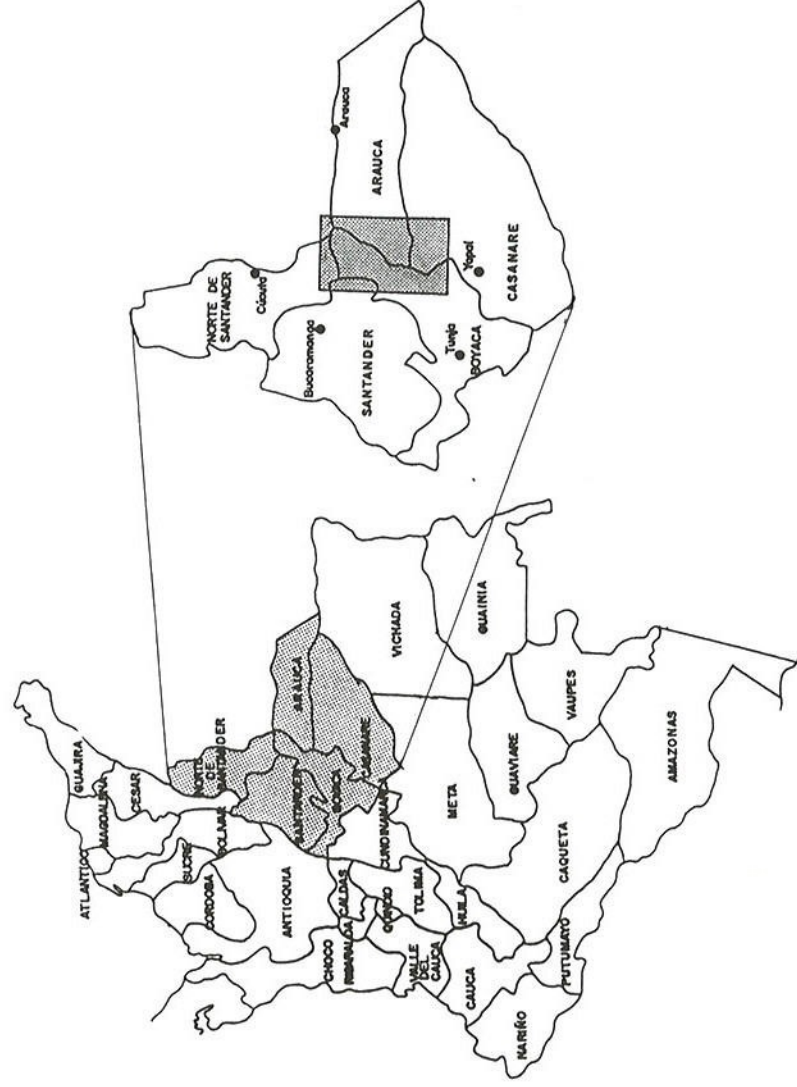 GUAJIRA
ATLANTICO
MAGDALENA
CESAR
SUCRE
BOLIVAR
CORDOBA
NORTE
DE
SANTANDER
ANTIOQUIA
SANTANDER
ARAUCA
BOYACA
CASANARE
CHOCO
RISARALDA
CALDAS
QUINDIO
CUNDINAMARCA
VALLE
DEL
CAUCA
TOLIMA
HUILA
META
VICHADA
GUAINIA
CAUCA
GUAVIARE
VAUPES
NARIÑO
PUTUMAYO
CAQUETA
AMAZONAS
NORTE DE
SANTANDER
Cúcuta
Bucaramanga
SANTANDER
Arauca
ARAUCA
Tunja
BOYACA
Yopal
CASANARE